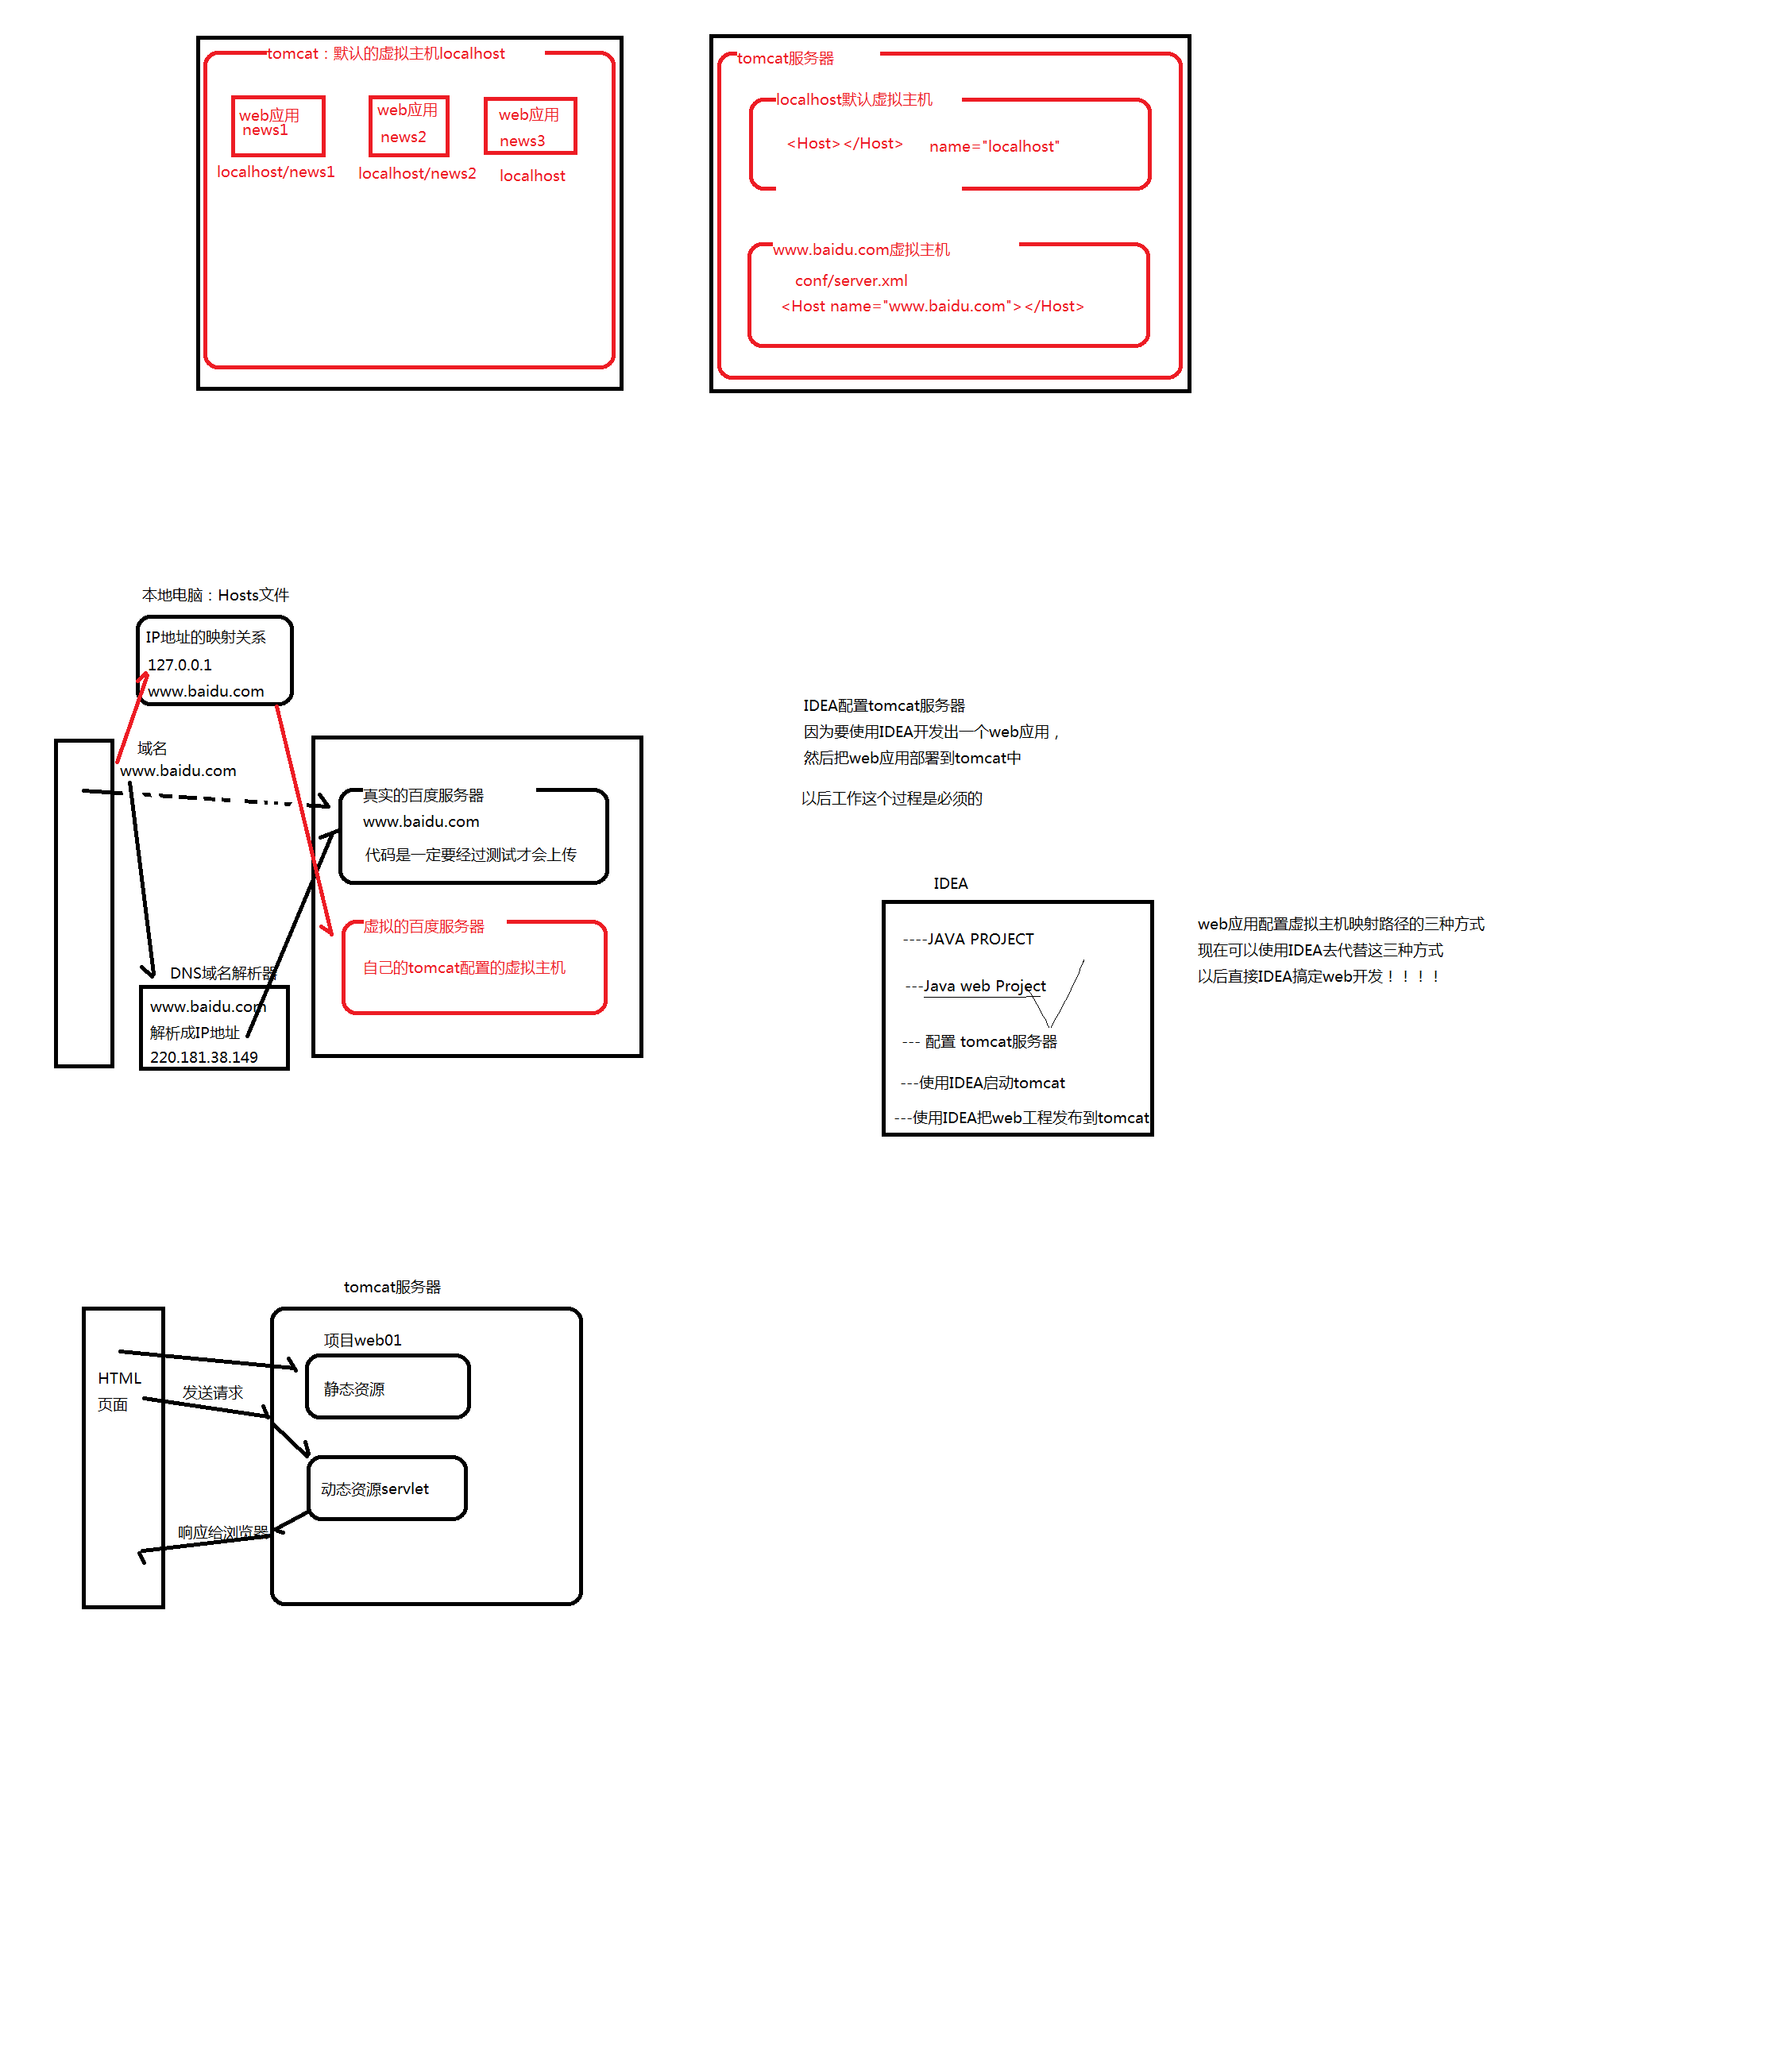 tomcat：默认的虚拟主机localhost
web应用
news1
localhost/news1
web应用
news2
localhost/news2
web应用
news3
localhost
tomcat服务器
localhost默认虚拟主机
<Host></Host>
name="localhost"
www.baidu.com虚拟主机
conf/server.xml
<Host name="www.baidu.com"></Host>
本地电脑：Hosts文件
IP地址的映射关系
127.0.0.1
www.baidu.com
域名
www.baidu.com
真实的百度服务器
www.baidu.com
代码是一定要经过测试才会上传
虚拟的百度服务器
自己的tomcat配置的虚拟主机
DNS域名解析器
www.baidu.com
解析成IP地址
220.181.38.149
IDEA配置tomcat服务器
因为要使用IDEA开发出一个web应用，
然后把web应用部署到tomcat中
以后工作这个过程是必须的
IDEA
----JAVA PROJECT
---Java web Project
--- 配置 tomcat服务器
---使用IDEA启动tomcat
---使用IDEA把web工程发布到tomcat
web应用配置虚拟主机映射路径的三种方式
现在可以使用IDEA去代替这三种方式
以后直接IDEA搞定web开发！！！！
tomcat服务器
项目web01
静态资源
HTML
页面
发送请求
动态资源servlet
响应给浏览器